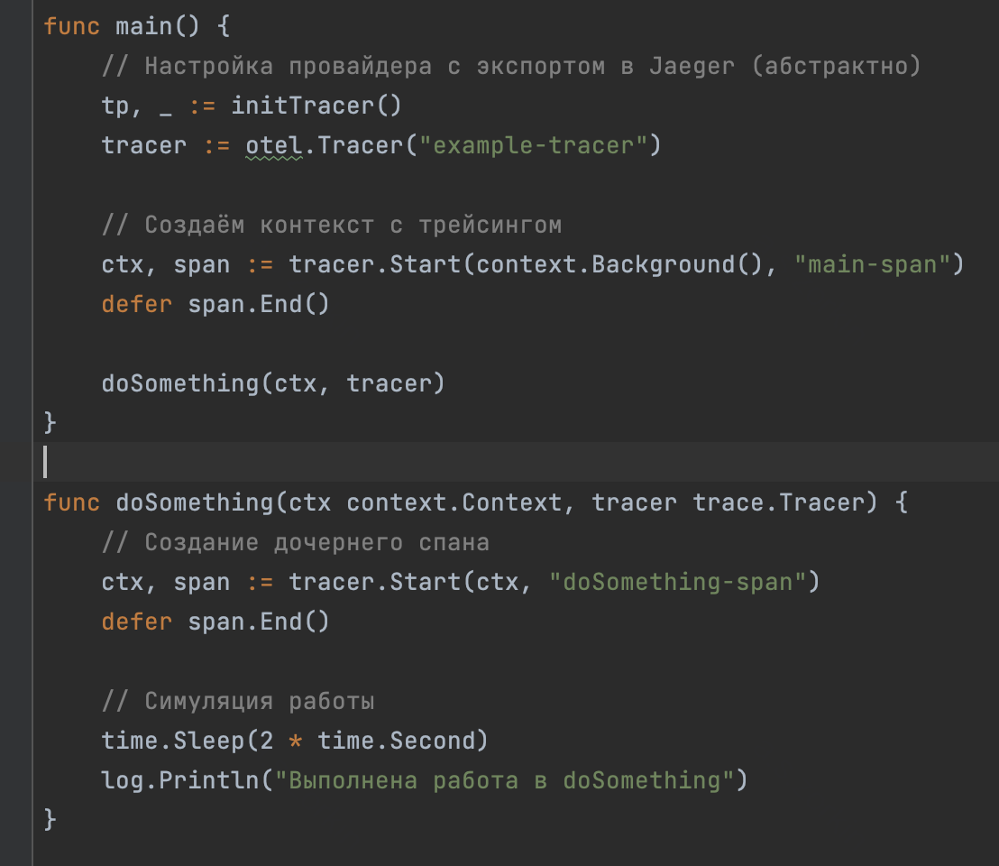 func main() {
// Настройка провайдера с экспортом в Jaeger (абстрактно)
tp, _ := initTracer()
tracer := otel.Tracer("example-tracer")
// Создаём контекст с трейсингом
ctx, span := tracer.Start(context.Background(), "main-span")
defer span.End()
doSomething(ctx, tracer)
}
func doSomething(ctx context.Context, tracer trace.Tracer) {
// Создание дочернего спана
ctx, span := tracer.Start(ctx, "doSomething-span")
defer span.End()
// Симуляция работы
time.Sleep(2 * time.Second)
log.Println("Выполнена работа в doSomething")
}